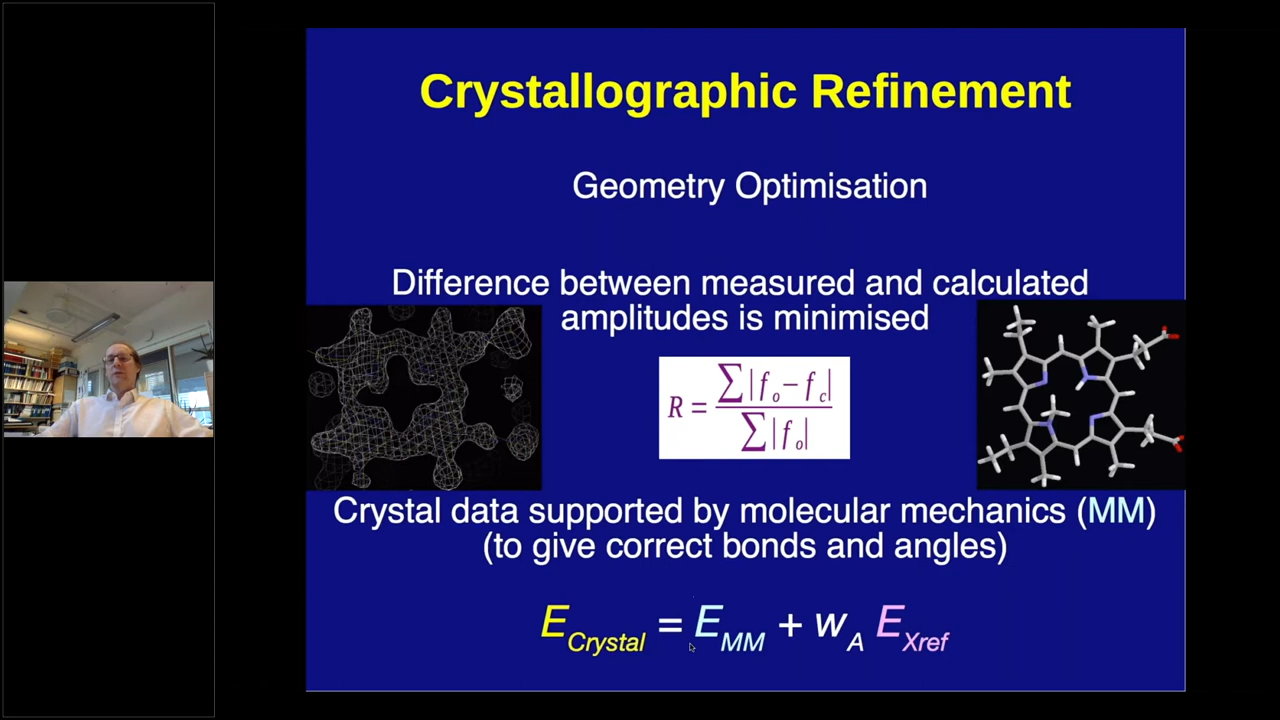 Crystallographic Refinement
Geometry Optimisation
Difference between measured and calculated
amplitudes is minimised
R = ∑|f_o − f_c| / ∑|f_o|
Crystal data supported by molecular mechanics (MM)
(to give correct bonds and angles)
E_Crystal = E_MM + w_A E_Xref